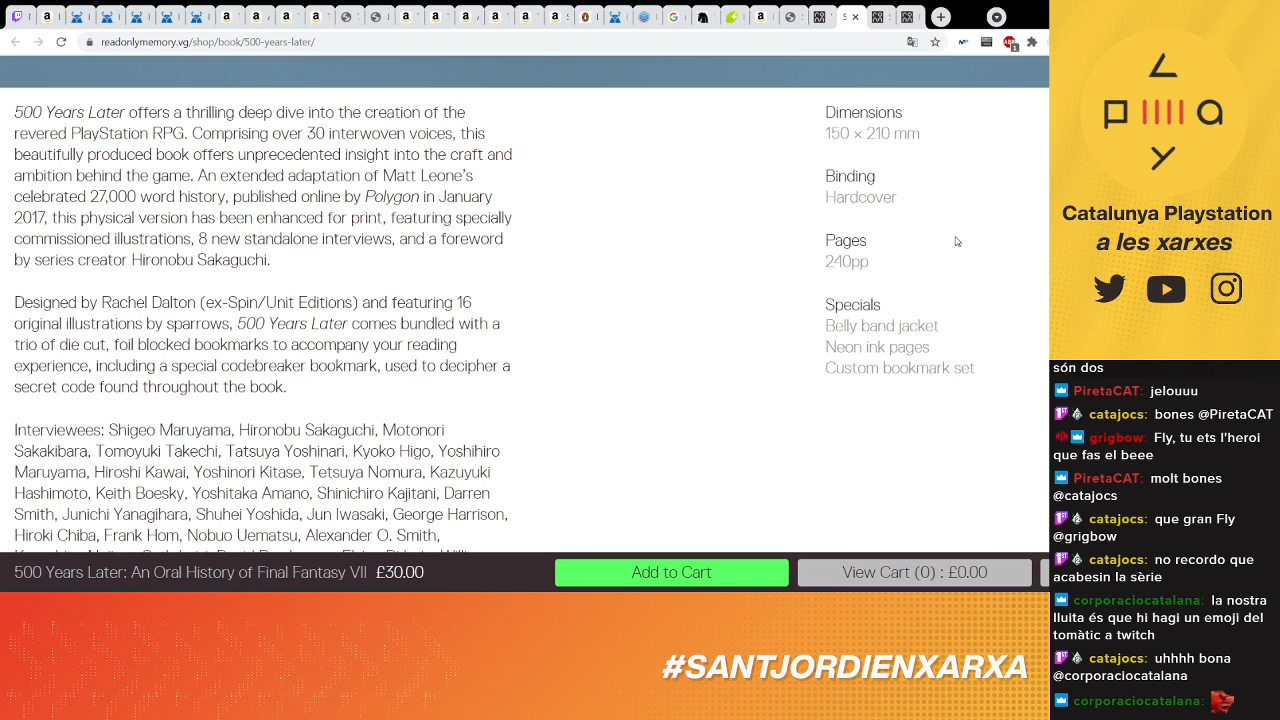 readonlymemory.vg/shop/book/500-years-later/
500 Years Later offers a thrilling deep dive into the creation of the
revered PlayStation RPG. Comprising over 30 interwoven voices, this
beautifully produced book offers unprecedented insight into the craft and
ambition behind the game. An extended adaptation of Matt Leone's
celebrated 27,000 word history, published online by Polygon in January
2017, this physical version has been enhanced for print, featuring specially
commissioned illustrations, 8 new standalone interviews, and a foreword
by series creator Hironobu Sakaguchi.
Designed by Rachel Dalton (ex-Spin/Unit Editions) and featuring 16
original illustrations by sparrows, 500 Years Later comes bundled with a
trio of die cut, foil blocked bookmarks to accompany your reading
experience, including a special codebreaker bookmark, used to decipher a
secret code found throughout the book.
Interviewees: Shigeo Maruyama, Hironobu Sakaguchi, Motonori
Sakakibara, Tomoyuki Takechi, Tatsuya Yoshinari, Kyoko Higo, Yoshihiro
Maruyama, Hiroshi Kawai, Yoshinori Kitase, Tetsuya Nomura, Kazuyuki
Hashimoto, Keith Boesky, Yoshitaka Amano, Shinichiro Kajitani, Darren
Smith, Junichi Yanagihara, Shuhei Yoshida, Jun Iwasaki, George Harrison,
Hiroki Chiba, Frank Hom, Nobuo Uematsu, Alexander O. Smith,
Dimensions
150 × 210 mm
Binding
Hardcover
Pages
240pp
Specials
Belly band jacket
Neon ink pages
Custom bookmark set
500 Years Later: An Oral History of Final Fantasy VII £30.00
Add to Cart
View Cart (0) : £0.00
#SANTJORDIENXARXA
Catalunya Playstation
a les xarxes
són dos
PiretaCAT: jelouuu
catajocs: bones @PiretaCAT
grigbow: Fly, tu ets l'heroi
que fas el beee
PiretaCAT: molt bones
@catajocs
catajocs: que gran Fly
@grigbow
catajocs: no recordo que
acabesin la sèrie
corporaciocatalana: la nostra
lluita és que hi hagi un emoji del
tomàtic a twitch
catajocs: uhhhh bona
@corporaciocatalana
corporaciocatalana: